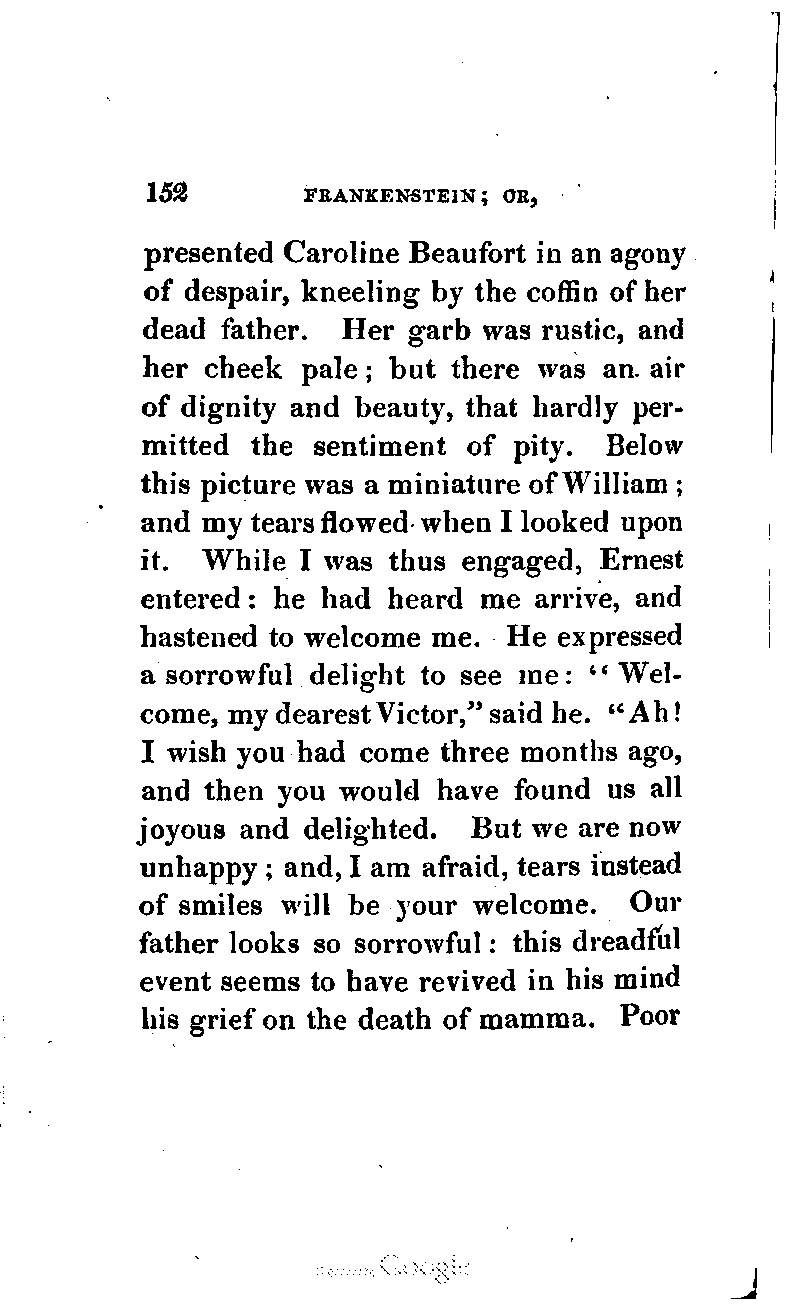 152 FRANKENSTEIN; OR,
presented Caroline Beaufort in an agony
of despair, kneeling by the coffin of her
dead father. Her garb was rustic, and
her cheek pale; but there was an air
of dignity and beauty, that hardly per-
mitted the sentiment of pity. Below
this picture was a miniature of William;
and my tears flowed when I looked upon
it. While I was thus engaged, Ernest
entered: he had heard me arrive, and
hastened to welcome me. He expressed
a sorrowful delight to see me: “Wel-
come, my dearest Victor,” said he. “Ah!
I wish you had come three months ago,
and then you would have found us all
joyous and delighted. But we are now
unhappy; and, I am afraid, tears instead
of smiles will be your welcome. Our
father looks so sorrowful: this dreadful
event seems to have revived in his mind
his grief on the death of mamma. Poor
Google